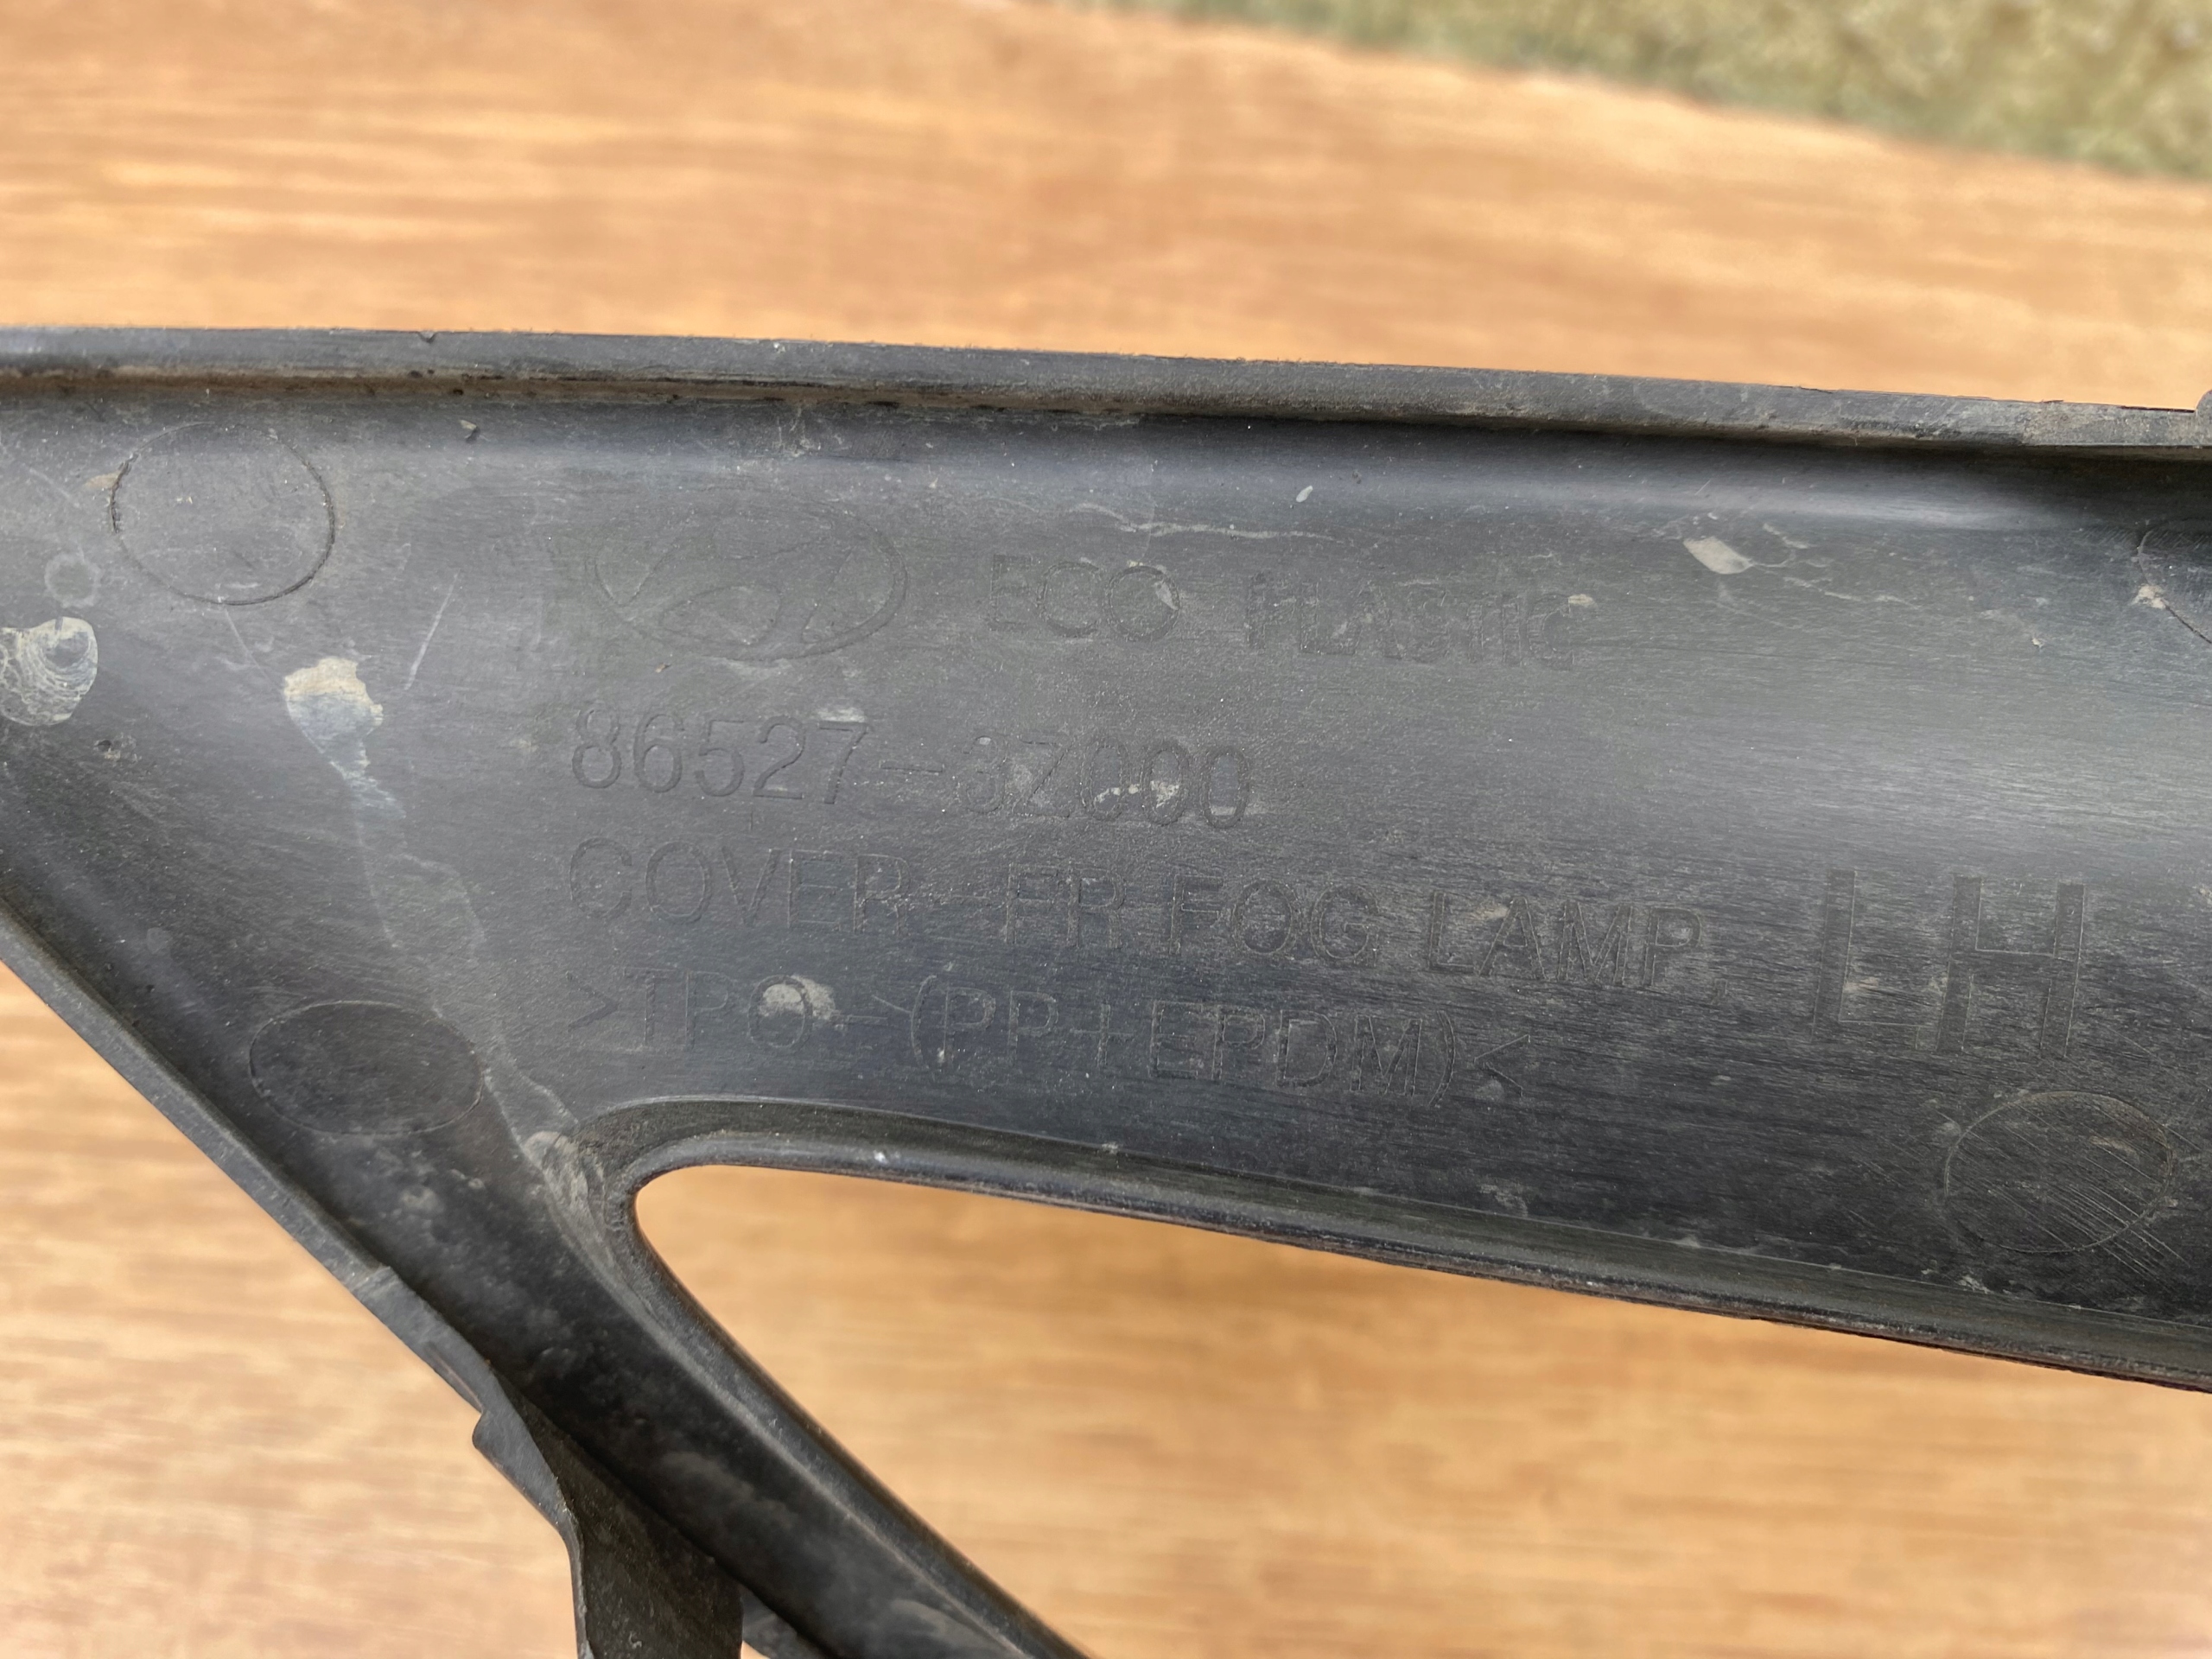 ECO PLASTIC
86527-3Z000
COVER-FR FOG LAMP, LH
>TPO-(PP+EPDM)<